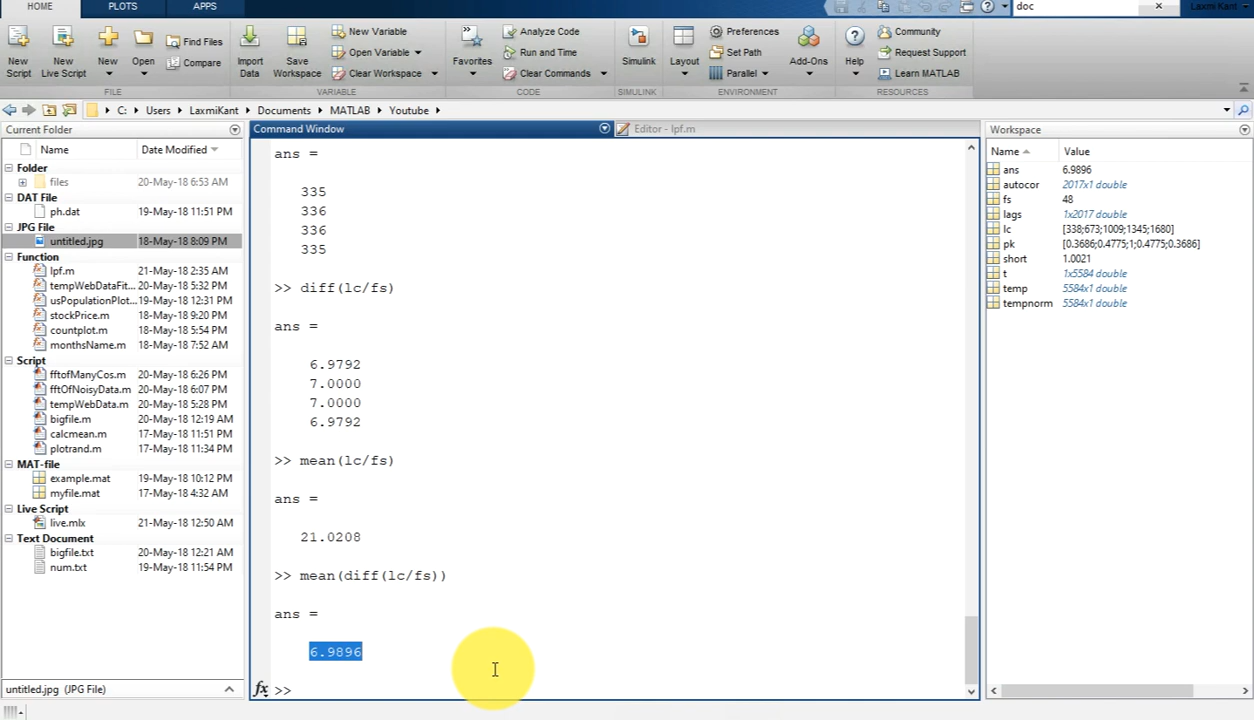 HOME PLOTS APPS
doc
Laxmi Kant
New Script
New Live Script
New
Open
Find Files
Compare
Import Data
Save Workspace
New Variable
Open Variable
Clear Workspace
Favorites
Analyze Code
Run and Time
Clear Commands
Simulink
Layout
Preferences
Set Path
Parallel
Add-Ons
Help
Community
Request Support
Learn MATLAB
FILE VARIABLE CODE SIMULINK ENVIRONMENT RESOURCES
C: Users LaxmiKant Documents MATLAB Youtube
Current Folder
Name Date Modified
Folder
files 20-May-18 6:53 AM
DAT File
ph.dat 19-May-18 11:51 PM
JPG File
untitled.jpg 18-May-18 8:09 PM
Function
lpf.m 21-May-18 2:35 AM
tempWebDataFit... 20-May-18 5:32 PM
usPopulationPlot... 19-May-18 12:31 PM
stockPrice.m 18-May-18 9:20 PM
countplot.m 18-May-18 5:54 PM
monthsName.m 18-May-18 7:52 AM
Script
fftofManyCos.m 20-May-18 6:26 PM
fftOfNoisyData.m 20-May-18 6:07 PM
tempWebData.m 20-May-18 5:28 PM
bigfile.m 20-May-18 12:19 AM
calcmean.m 17-May-18 11:51 PM
plotrand.m 17-May-18 11:34 PM
MAT-file
example.mat 19-May-18 10:12 PM
myfile.mat 17-May-18 4:32 AM
Live Script
live.mlx 21-May-18 12:50 AM
Text Document
bigfile.txt 20-May-18 12:21 AM
num.txt 19-May-18 11:54 PM
untitled.jpg (JPG File)
Command Window
Editor - lpf.m
ans =
335
336
336
335
>> diff(lc/fs)
ans =
6.9792
7.0000
7.0000
6.9792
>> mean(lc/fs)
ans =
21.0208
>> mean(diff(lc/fs))
ans =
6.9896
fx >>
Workspace
Name Value
ans 6.9896
autocor 2017x1 double
fs 48
lags 1x2017 double
lc [338;673;1009;1345;1680]
pk [0.3686;0.4775;1;0.4775;0.3686]
short 1.0021
t 1x5584 double
temp 5584x1 double
tempnorm 5584x1 double